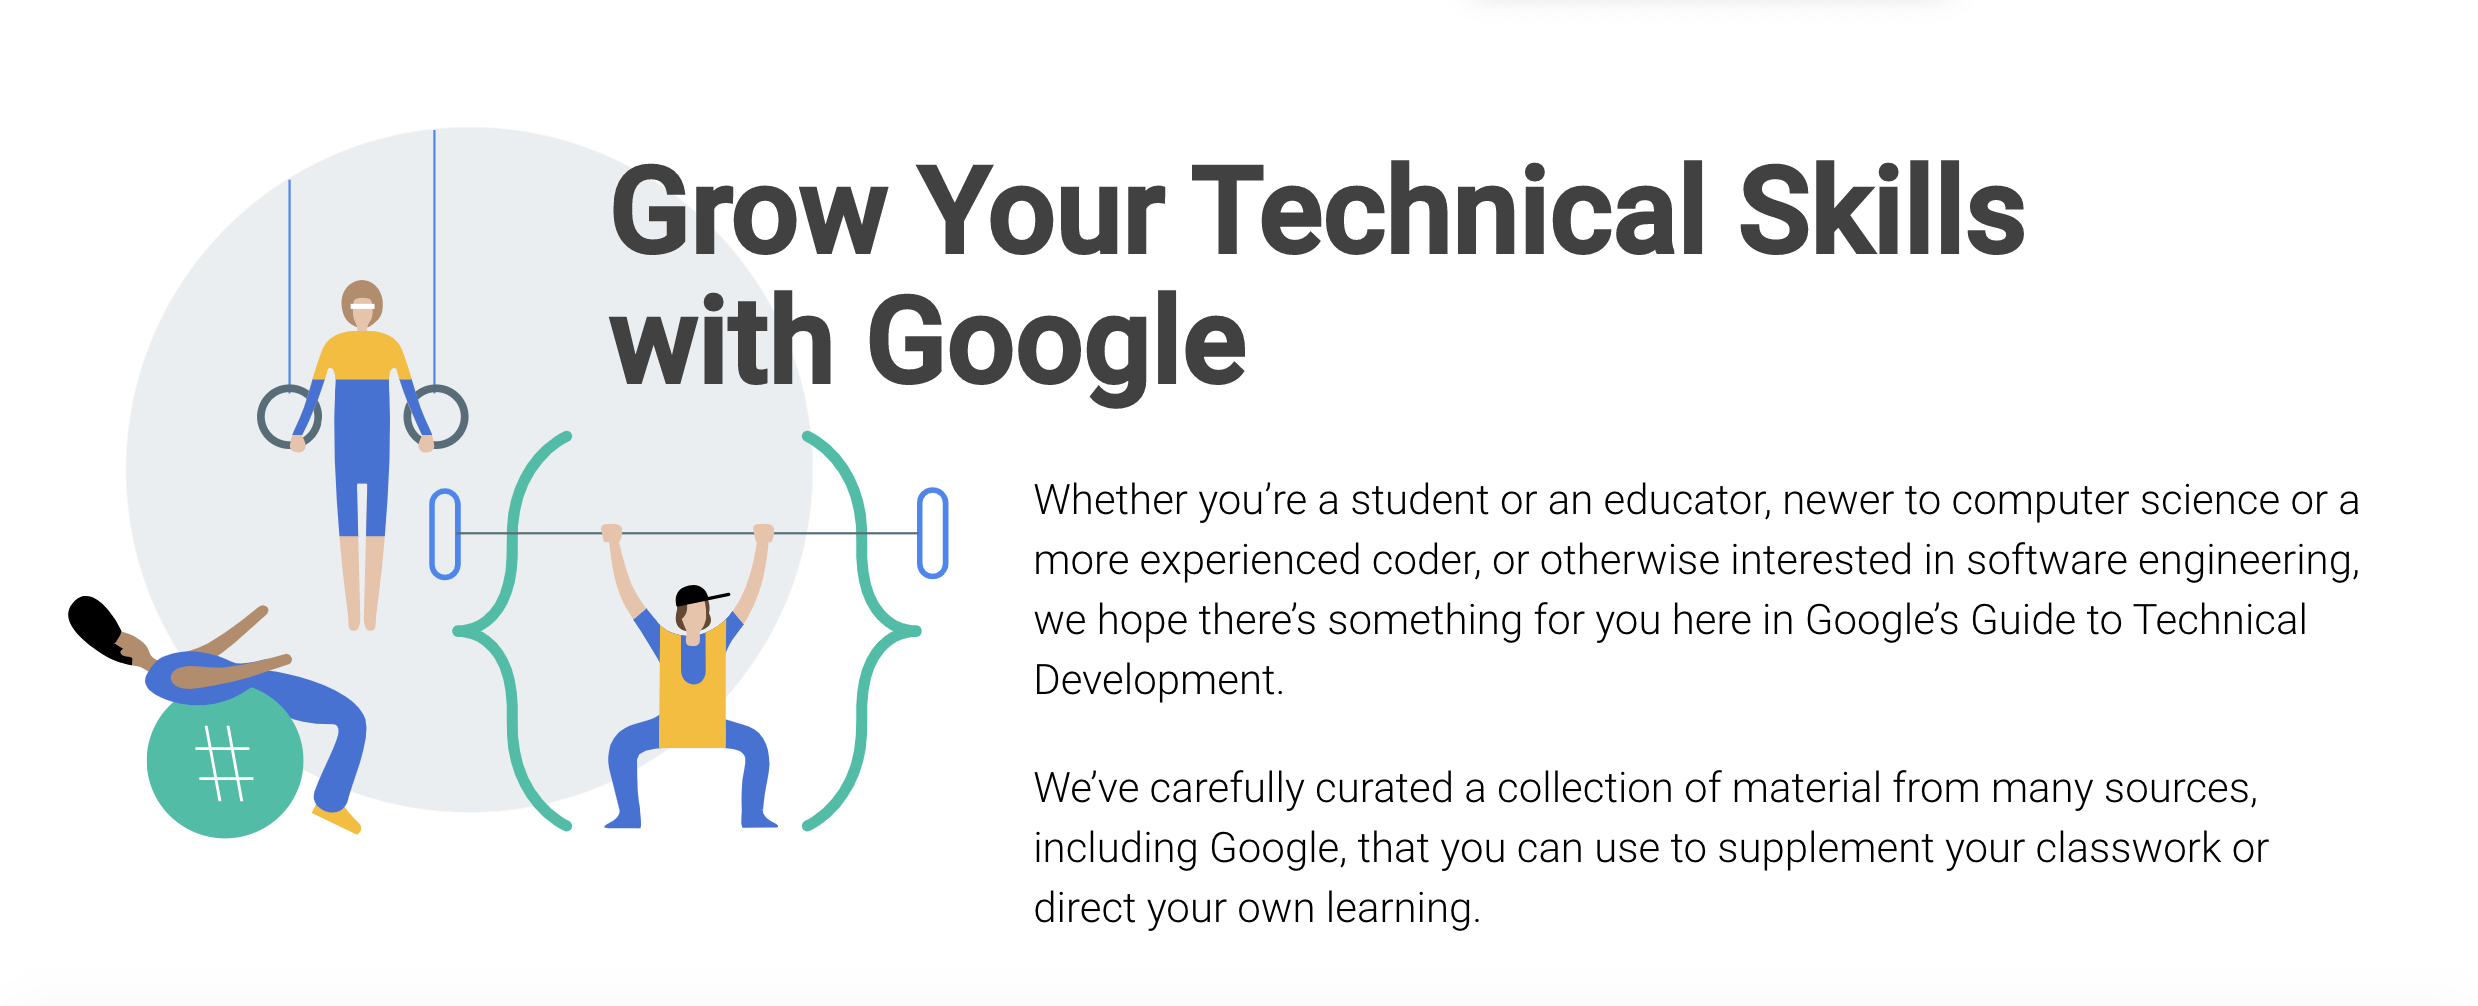 Grow Your Technical Skills
with Google
Whether you’re a student or an educator, newer to computer science or a
more experienced coder, or otherwise interested in software engineering,
we hope there’s something for you here in Google’s Guide to Technical
Development.
We’ve carefully curated a collection of material from many sources,
including Google, that you can use to supplement your classwork or
direct your own learning.
#